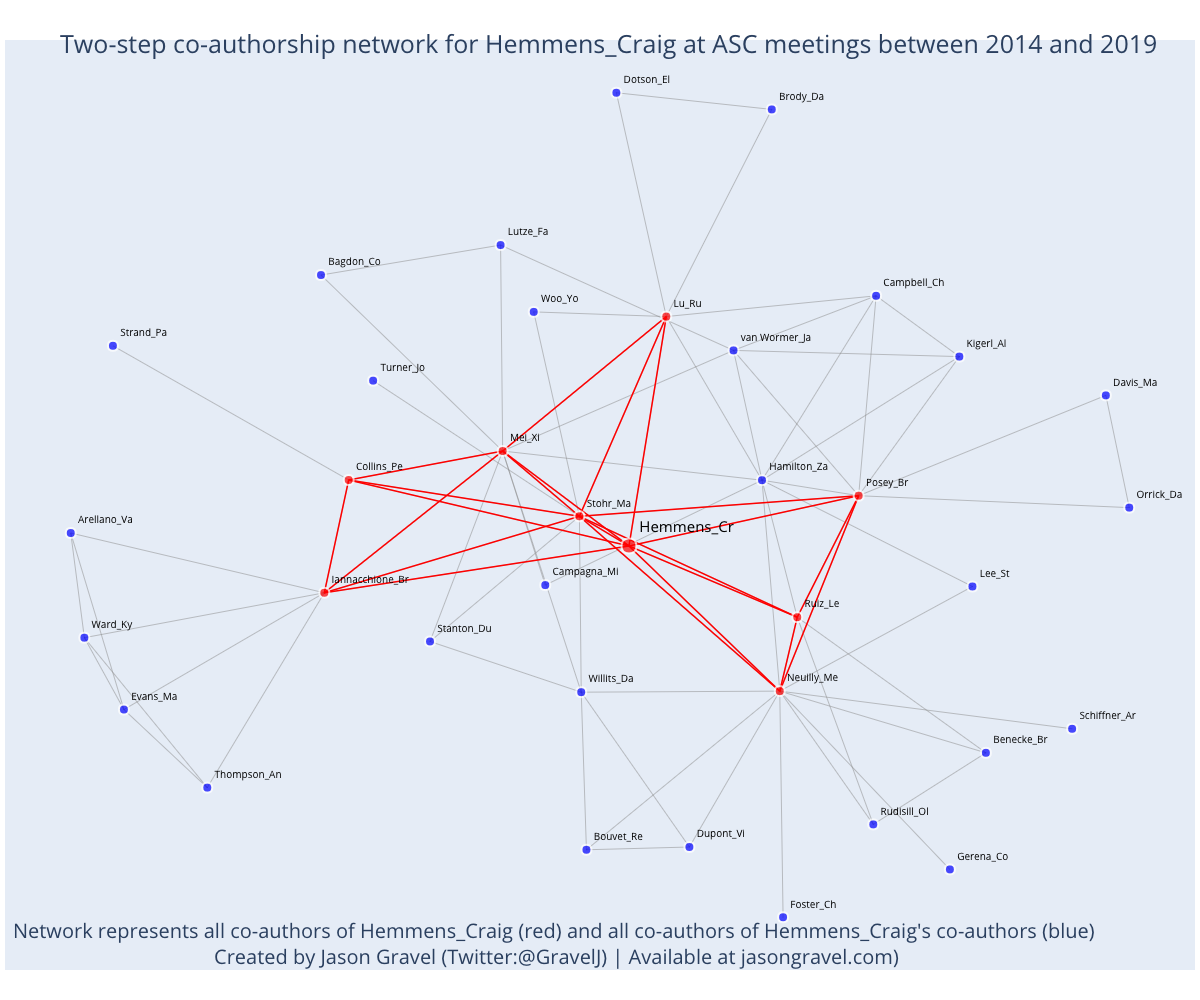 Two-step co-authorship network for Hemmens_Craig at ASC meetings between 2014 and 2019
Dotson_El
Brody_Da
Lutze_Fa
Bagdon_Co
Campbell_Ch
Woo_Yo
Lu_Ru
Strand_Pa
van Wormer_Ja
Kigerl_Al
Turner_Jo
Davis_Ma
Mei_Xi
Collins_Pe
Hamilton_Za
Posey_Br
Orrick_Da
Stohr_Ma
Arellano_Va
Hemmens_Cr
Campagna_Mi
Lee_St
Iannacchione_Br
Ruiz_Le
Ward_Ky
Stanton_Du
Willits_Da
Neuilly_Me
Evans_Ma
Schiffner_Ar
Benecke_Br
Thompson_An
Rudisill_Ol
Bouvet_Re
Dupont_Vi
Gerena_Co
Foster_Ch
Network represents all co-authors of Hemmens_Craig (red) and all co-authors of Hemmens_Craig's co-authors (blue)
Created by Jason Gravel (Twitter:@GravelJ) | Available at jasongravel.com)